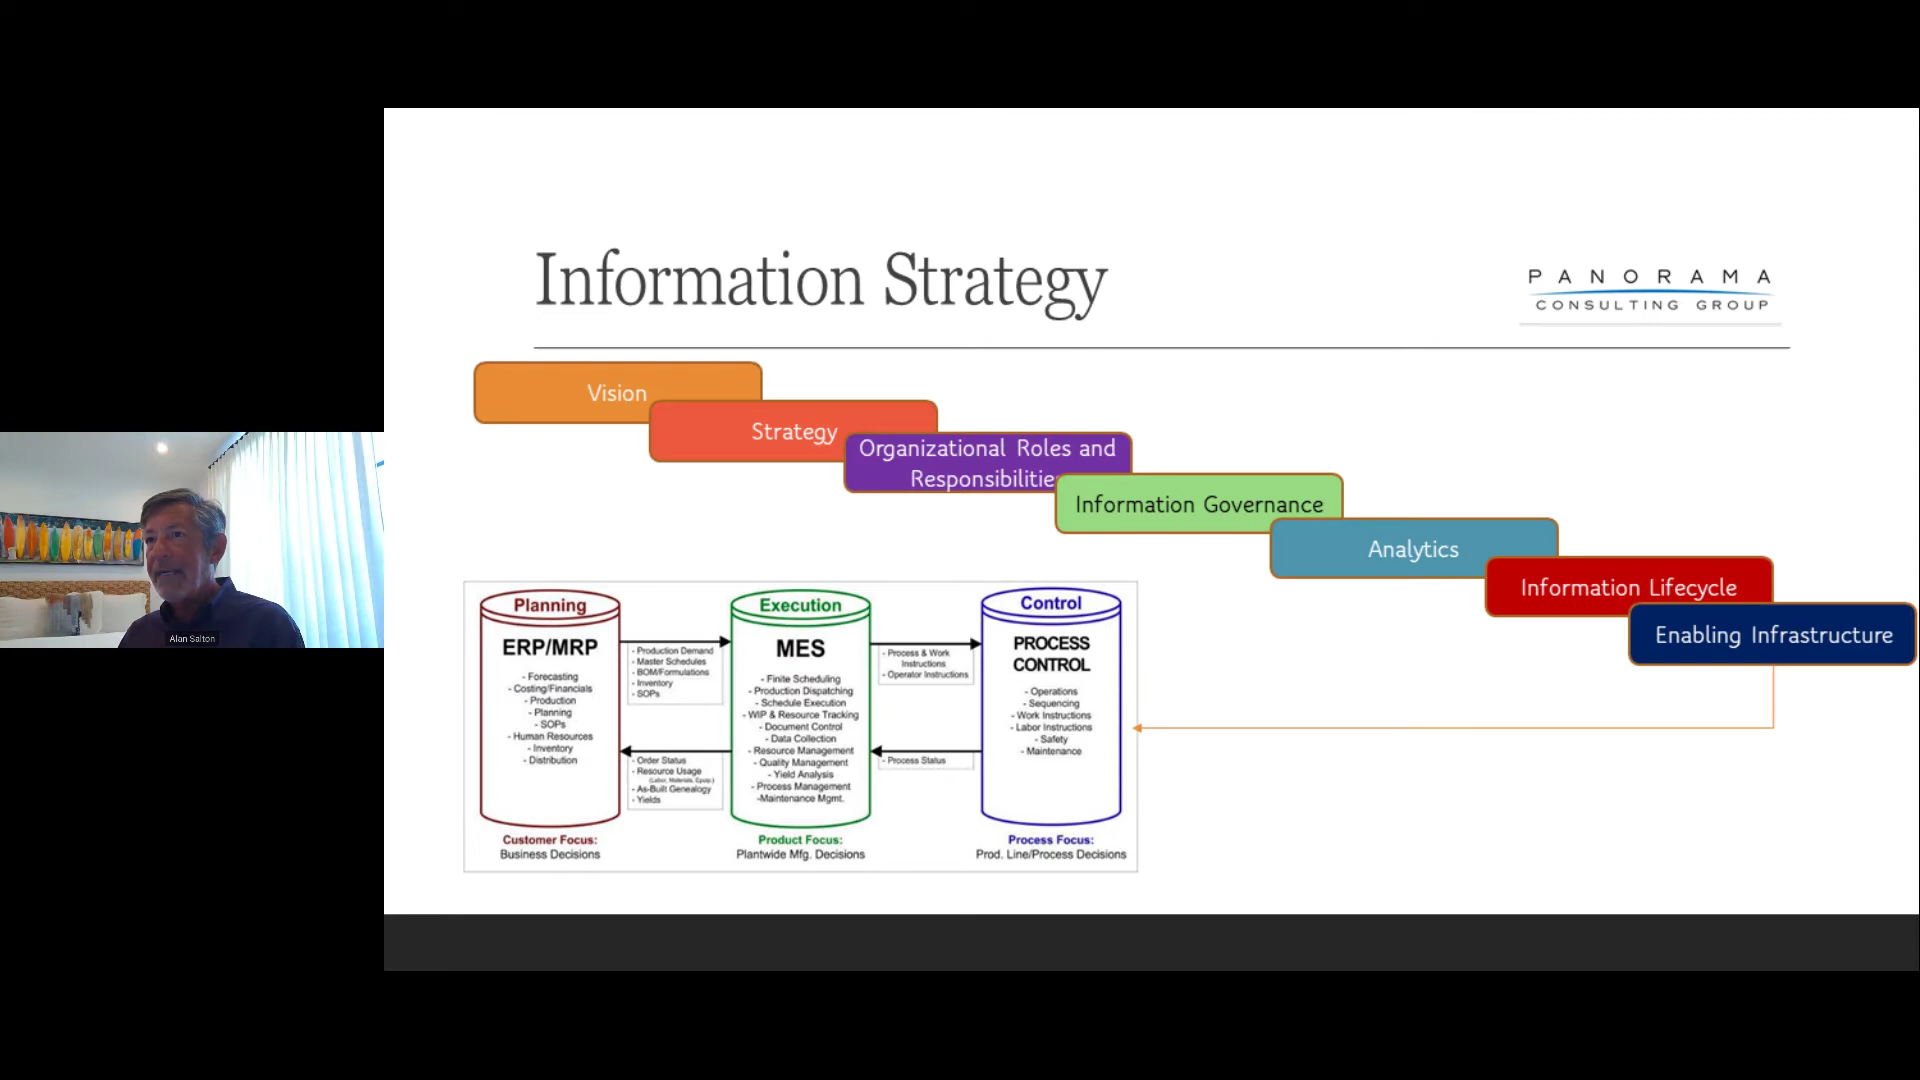 Information Strategy
PANORAMA
CONSULTING GROUP
Vision
Strategy
Organizational Roles and
Responsibilitie
Information Governance
Analytics
Information Lifecycle
Enabling Infrastructure
Planning
ERP/MRP
- Forecasting
- Costing/Financials
- Production
- Planning
- SOPs
- Human Resources
- Inventory
- Distribution
Customer Focus:
Business Decisions
- Production Demand
- Master Schedules
- BOM/Formulations
- Inventory
- SOPs
- Order Status
- Resource Usage
(Labor, Materials, Equip.)
- As-Built Genealogy
- Yields
Execution
MES
- Finite Scheduling
- Production Dispatching
- Schedule Execution
- WIP & Resource Tracking
- Document Control
- Data Collection
- Resource Management
- Quality Management
- Yield Analysis
- Process Management
-Maintenance Mgmt.
Product Focus:
Plantwide Mfg. Decisions
- Process & Work
Instructions
- Operator Instructions
- Process Status
Control
PROCESS
CONTROL
- Operations
- Sequencing
- Work Instructions
- Labor Instructions
- Safety
- Maintenance
Process Focus:
Prod. Line/Process Decisions
Alan Salton